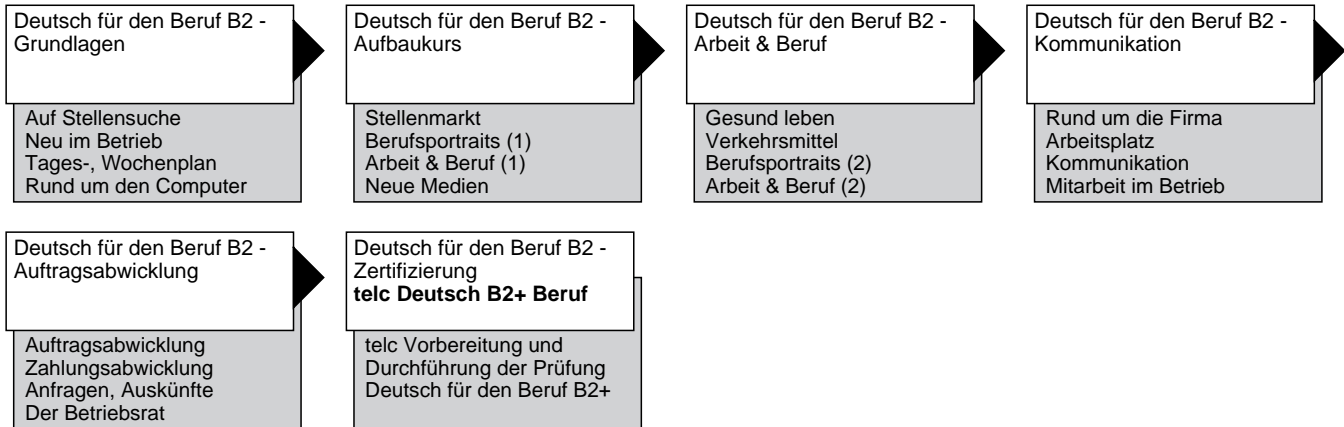 Deutsch für den Beruf B2 -
Grundlagen
Auf Stellensuche
Neu im Betrieb
Tages-, Wochenplan
Rund um den Computer
Deutsch für den Beruf B2 -
Aufbaukurs
Stellenmarkt
Berufsportraits (1)
Arbeit & Beruf (1)
Neue Medien
Deutsch für den Beruf B2 -
Arbeit & Beruf
Gesund leben
Verkehrsmittel
Berufsportraits (2)
Arbeit & Beruf (2)
Deutsch für den Beruf B2 -
Kommunikation
Rund um die Firma
Arbeitsplatz
Kommunikation
Mitarbeit im Betrieb
Deutsch für den Beruf B2 -
Auftragsabwicklung
Auftragsabwicklung
Zahlungsabwicklung
Anfragen, Auskünfte
Der Betriebsrat
Deutsch für den Beruf B2 -
Zertifizierung
telc Deutsch B2+ Beruf
telc Vorbereitung und
Durchführung der Prüfung
Deutsch für den Beruf B2+